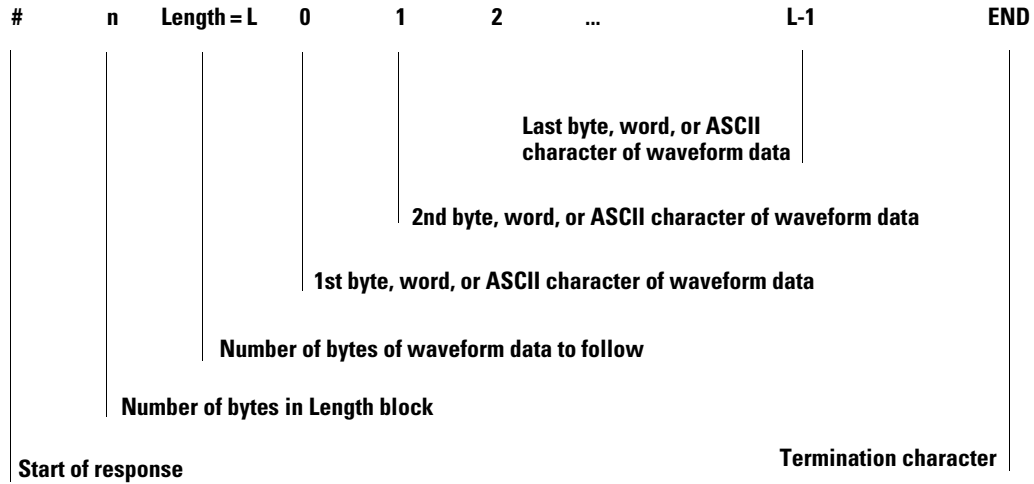 # n Length = L 0 1 2 ... L-1 END
Last byte, word, or ASCII
character of waveform data
2nd byte, word, or ASCII character of waveform data
1st byte, word, or ASCII character of waveform data
Number of bytes of waveform data to follow
Number of bytes in Length block
Termination character
Start of response